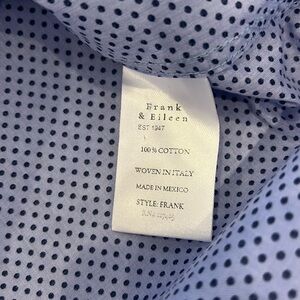 Frank
& Eileen
EST 1947
100% COTTON
WOVEN IN ITALY
MADE IN MEXICO
STYLE: FRANK